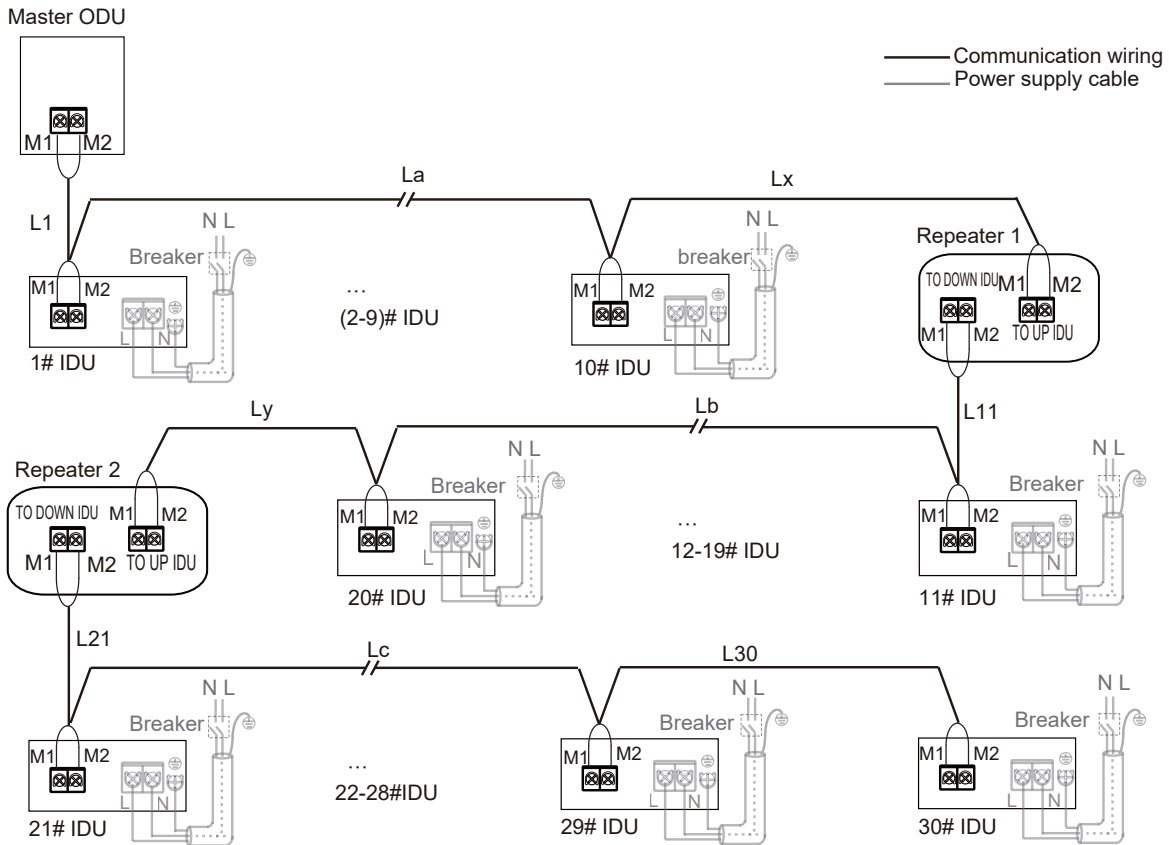 Master ODU
Communication wiring
Power supply cable
M1 M2
La
Lx
L1
N L
N L
Repeater 1
Breaker
breaker
TO DOWN IDU
M1 M2
M1 M2
M1 M2
...
(2-9)# IDU
TO UP IDU
M1 M2
L N
L N
1# IDU
10# IDU
L11
Ly
Lb
N L
N L
Repeater 2
Breaker
Breaker
TO DOWN IDU
M1 M2
M1 M2
M1 M2
...
12-19# IDU
TO UP IDU
M1 M2
L N
L N
20# IDU
11# IDU
L21
Lc
L30
N L
N L
N L
Breaker
Breaker
Breaker
M1 M2
M1 M2
M1 M2
...
22-28#IDU
L N
L N
L N
21# IDU
29# IDU
30# IDU